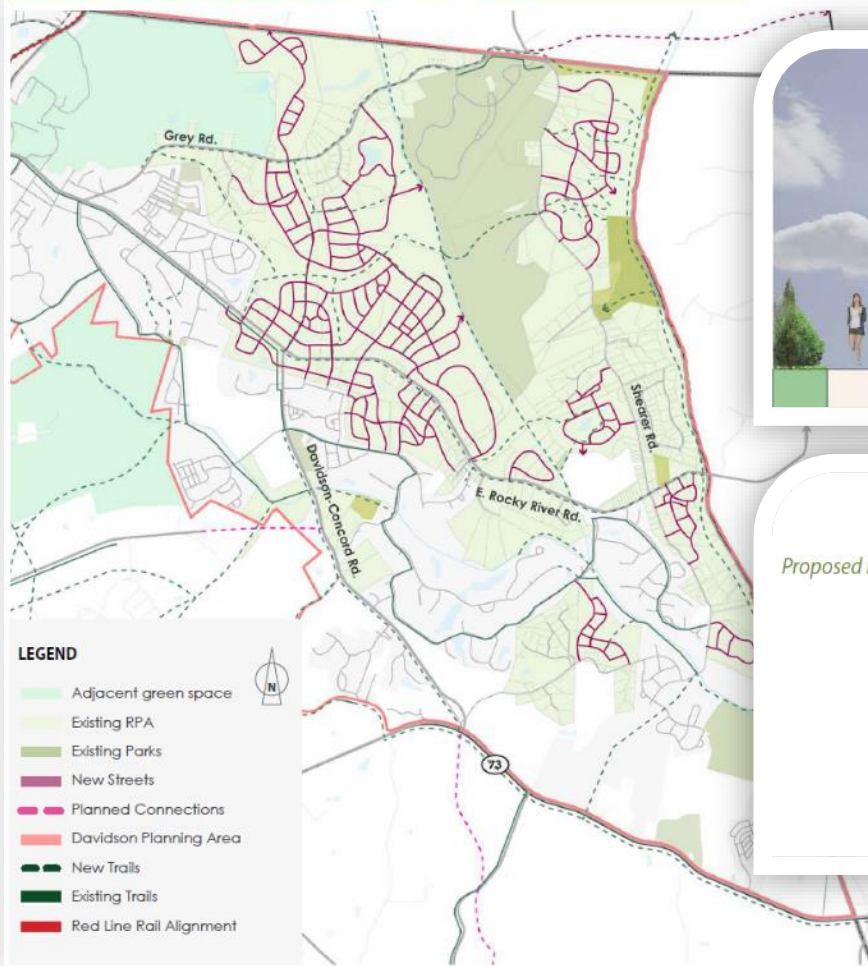 Grey Rd.
Shearer Rd.
Davidson-Concord Rd.
E. Rocky River Rd.
73
Proposed
LEGEND
N
Adjacent green space
Existing RPA
Existing Parks
New Streets
Planned Connections
Davidson Planning Area
New Trails
Existing Trails
Red Line Rail Alignment